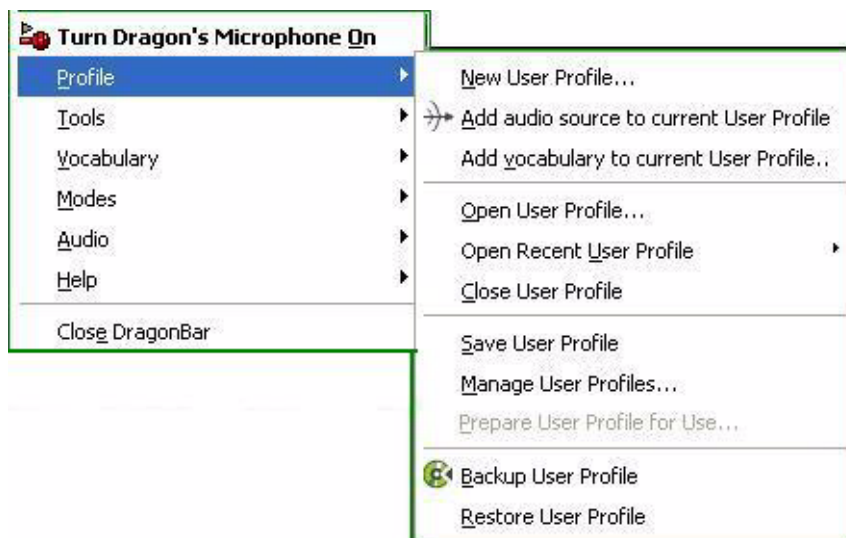 Turn Dragon's Microphone On
Profile
Tools
Vocabulary
Modes
Audio
Help
Close DragonBar
New User Profile...
Add audio source to current User Profile
Add vocabulary to current User Profile..
Open User Profile...
Open Recent User Profile
Close User Profile
Save User Profile
Manage User Profiles...
Prepare User Profile for Use...
Backup User Profile
Restore User Profile